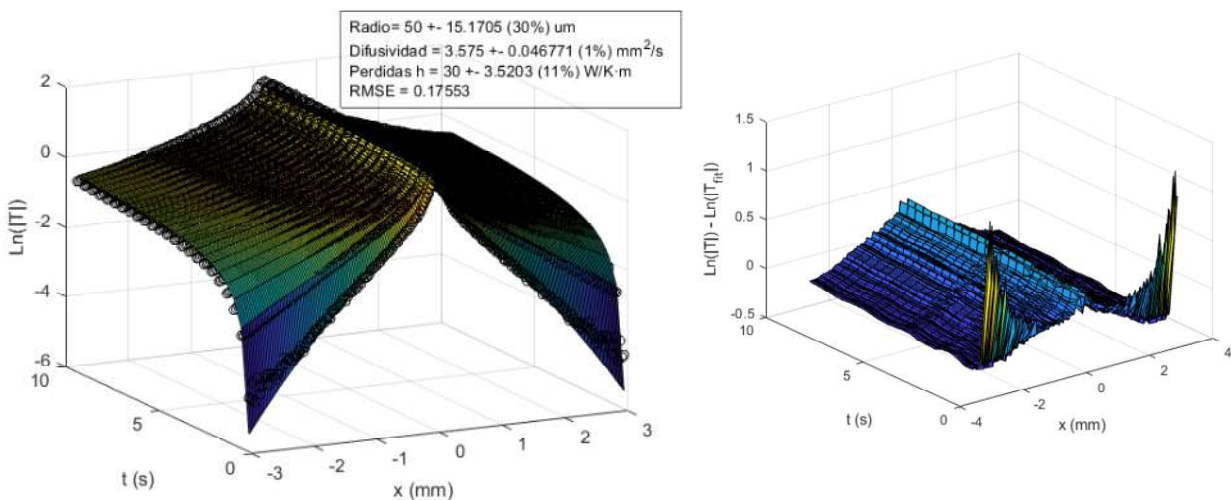 Radio= 50 +- 15.1705 (30%) um
Difusividad = 3.575 +- 0.046771 (1%) mm²/s
Perdidas h = 30 +- 3.5203 (11%) W/K·m
RMSE = 0.17553
2
0
-2
-4
-6
Ln(|T|)
10
5
0
t (s)
-3
-2
-1
0
1
2
3
x (mm)
1.5
1
0.5
0
-0.5
Ln(|T|) - Ln(|T_fit|)
10
5
0
t (s)
-4
-2
0
2
4
x (mm)